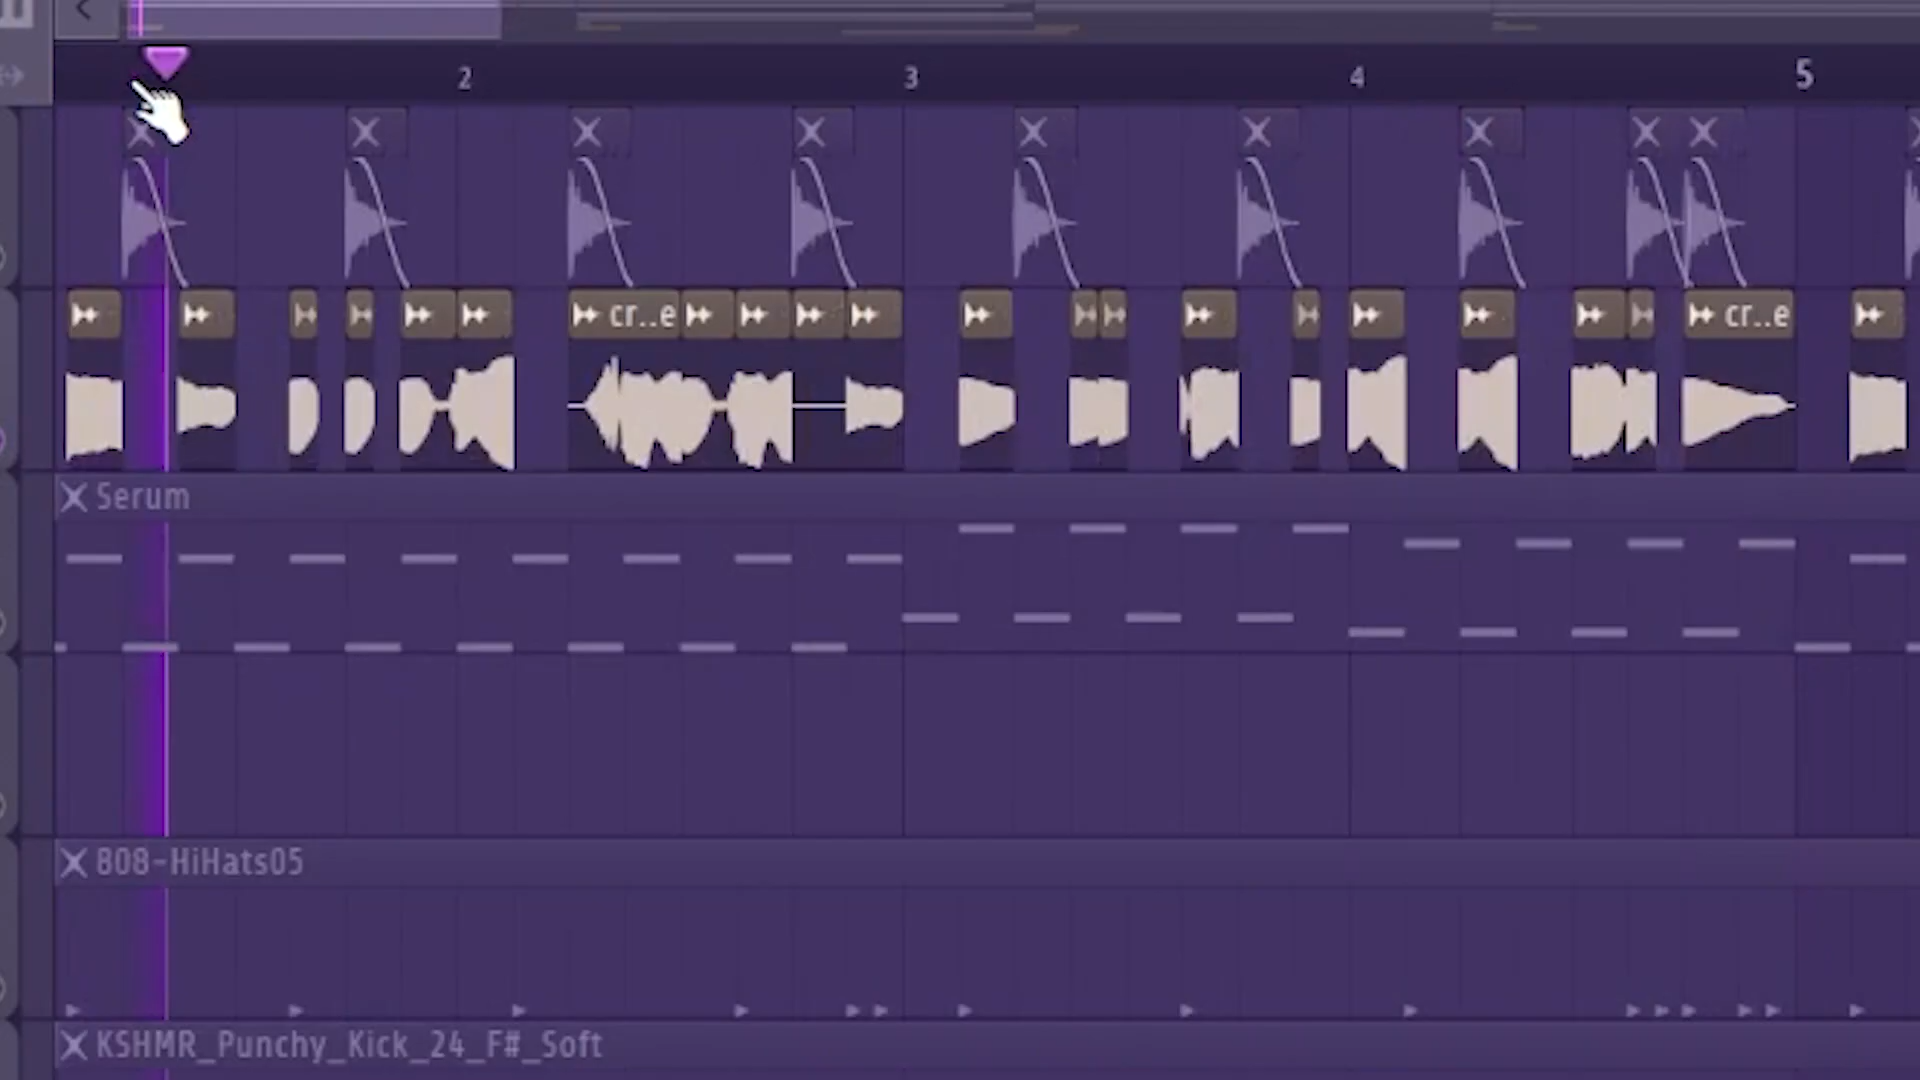 2 3 4 5
cr..e cr..e
Serum
808-HiHats05
KSHMR_Punchy_Kick_24_F#_Soft